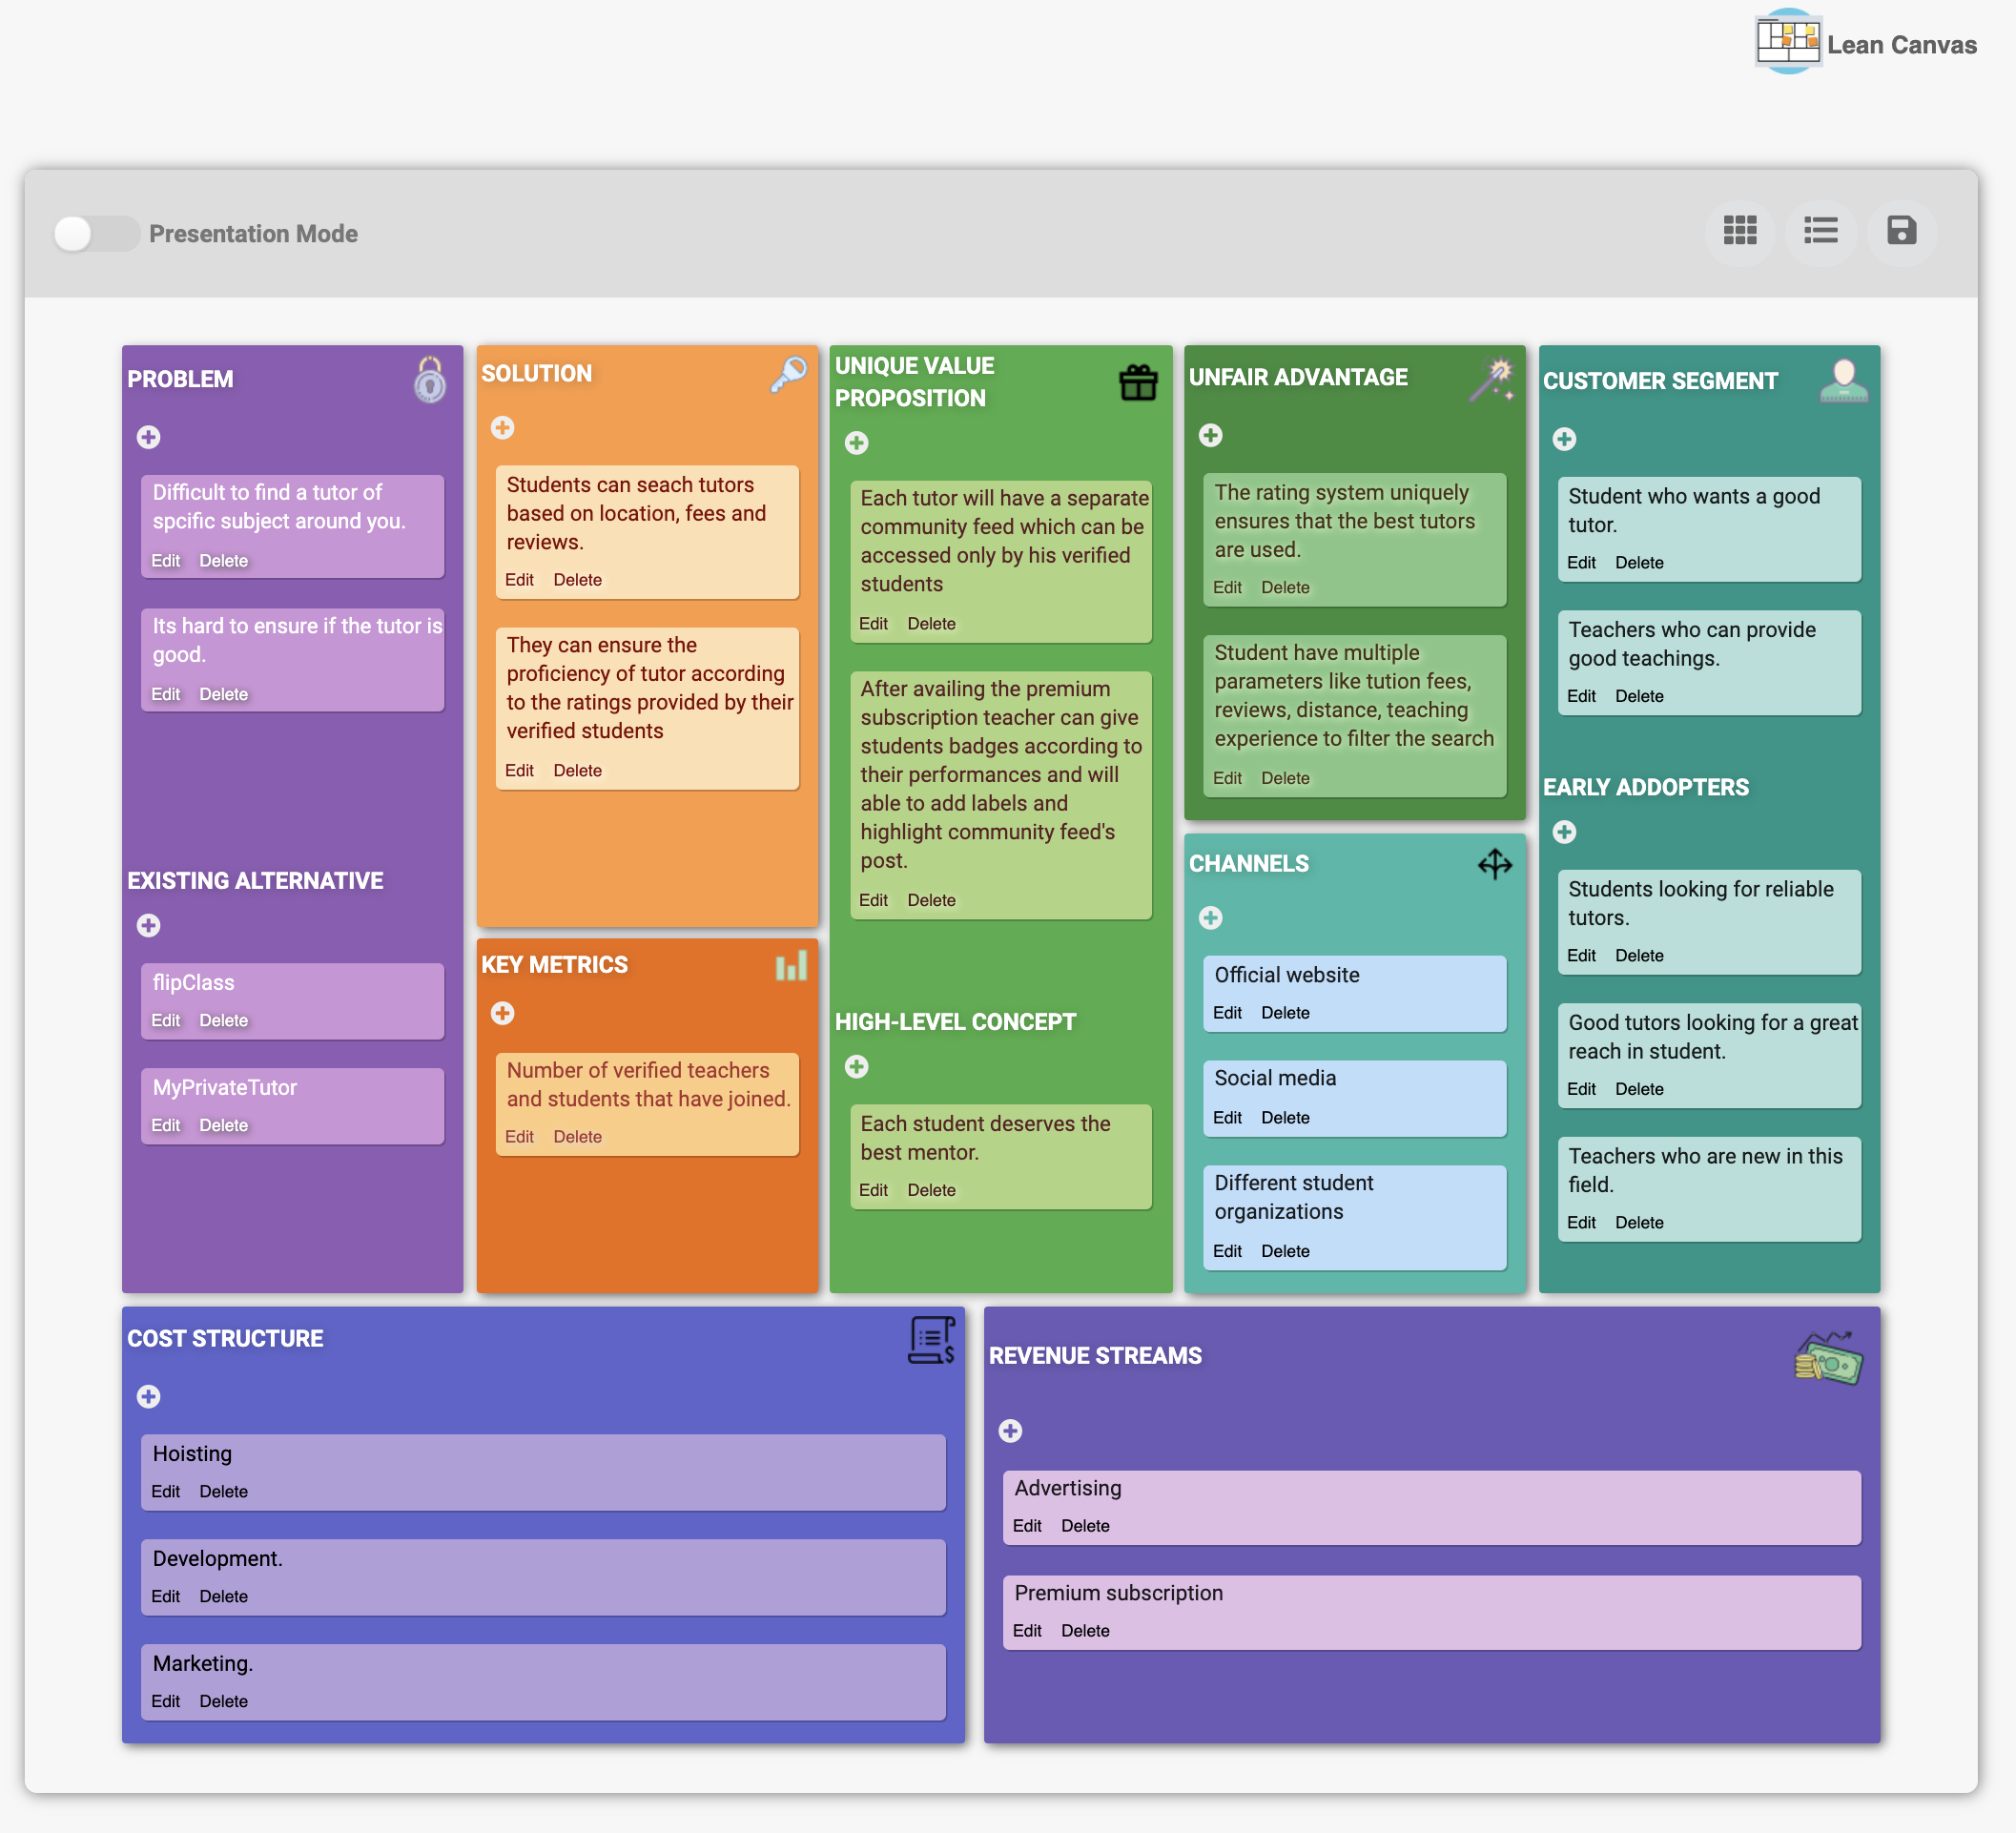 Lean Canvas
Presentation Mode
PROBLEM
Difficult to find a tutor of
spcific subject around you.
Edit Delete
Its hard to ensure if the tutor is
good.
Edit Delete
EXISTING ALTERNATIVE
flipClass
Edit Delete
MyPrivateTutor
Edit Delete
SOLUTION
Students can seach tutors
based on location, fees and
reviews.
Edit Delete
They can ensure the
proficiency of tutor according
to the ratings provided by their
verified students
Edit Delete
KEY METRICS
Number of verified teachers
and students that have joined.
Edit Delete
UNIQUE VALUE
PROPOSITION
Each tutor will have a separate
community feed which can be
accessed only by his verified
students
Edit Delete
After availing the premium
subscription teacher can give
students badges according to
their performances and will
able to add labels and
highlight community feed's
post.
Edit Delete
HIGH-LEVEL CONCEPT
Each student deserves the
best mentor.
Edit Delete
UNFAIR ADVANTAGE
The rating system uniquely
ensures that the best tutors
are used.
Edit Delete
Student have multiple
parameters like tution fees,
reviews, distance, teaching
experience to filter the search
Edit Delete
CHANNELS
Official website
Edit Delete
Social media
Edit Delete
Different student
organizations
Edit Delete
CUSTOMER SEGMENT
Student who wants a good
tutor.
Edit Delete
Teachers who can provide
good teachings.
Edit Delete
EARLY ADDOPTERS
Students looking for reliable
tutors.
Edit Delete
Good tutors looking for a great
reach in student.
Edit Delete
Teachers who are new in this
field.
Edit Delete
COST STRUCTURE
Hoisting
Edit Delete
Development.
Edit Delete
Marketing.
Edit Delete
REVENUE STREAMS
Advertising
Edit Delete
Premium subscription
Edit Delete